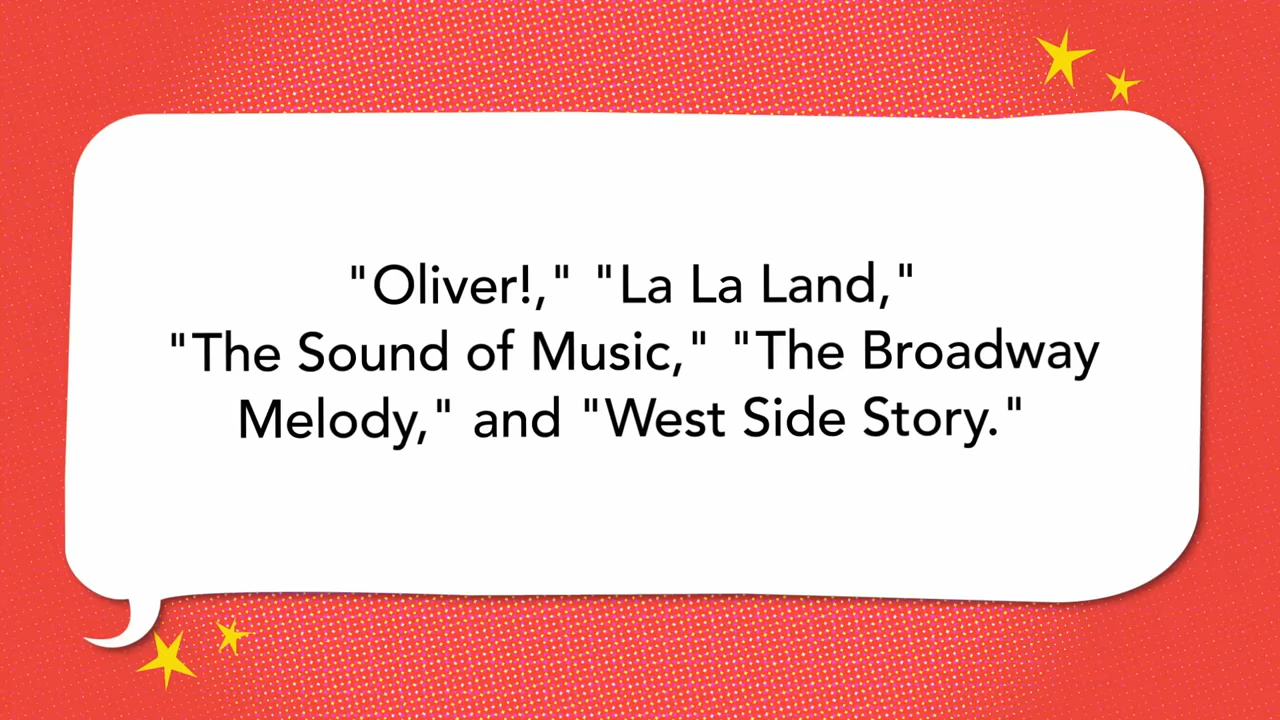 "Oliver!," "La La Land,"
"The Sound of Music," "The Broadway
Melody," and "West Side Story."